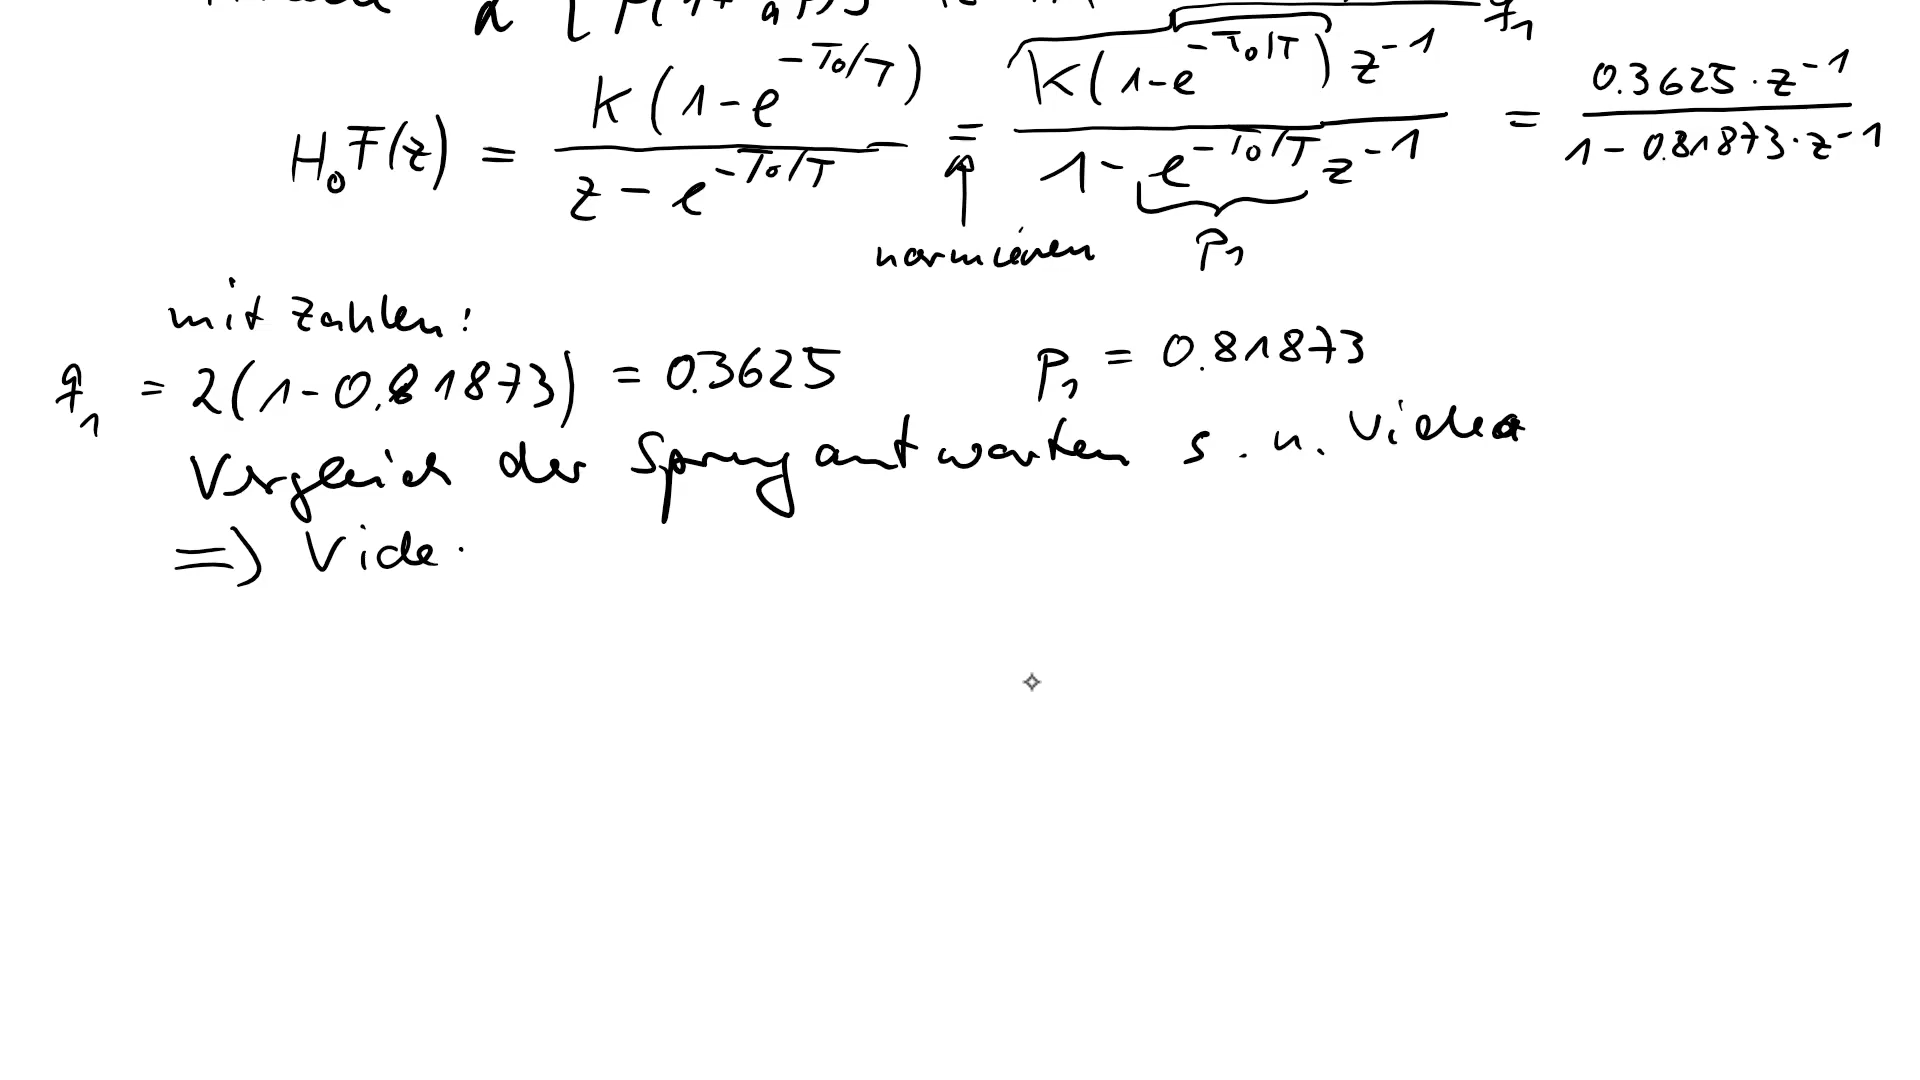 H₀F(z) = K(1-e^{-T₀/T}) / (z - e^{-T₀/T}) = K(1-e^{-T₀/T}) z^{-1} / (1 - e^{-T₀/T} z^{-1}) = 0.3625 · z^{-1} / (1 - 0.81873 · z^{-1})
q₁
normieren p₁
mit Zahlen:
q₁ = 2(1-0.81873) = 0.3625 p₁ = 0.81873
Vergleich der Sprungantworten s. u. Video
=>